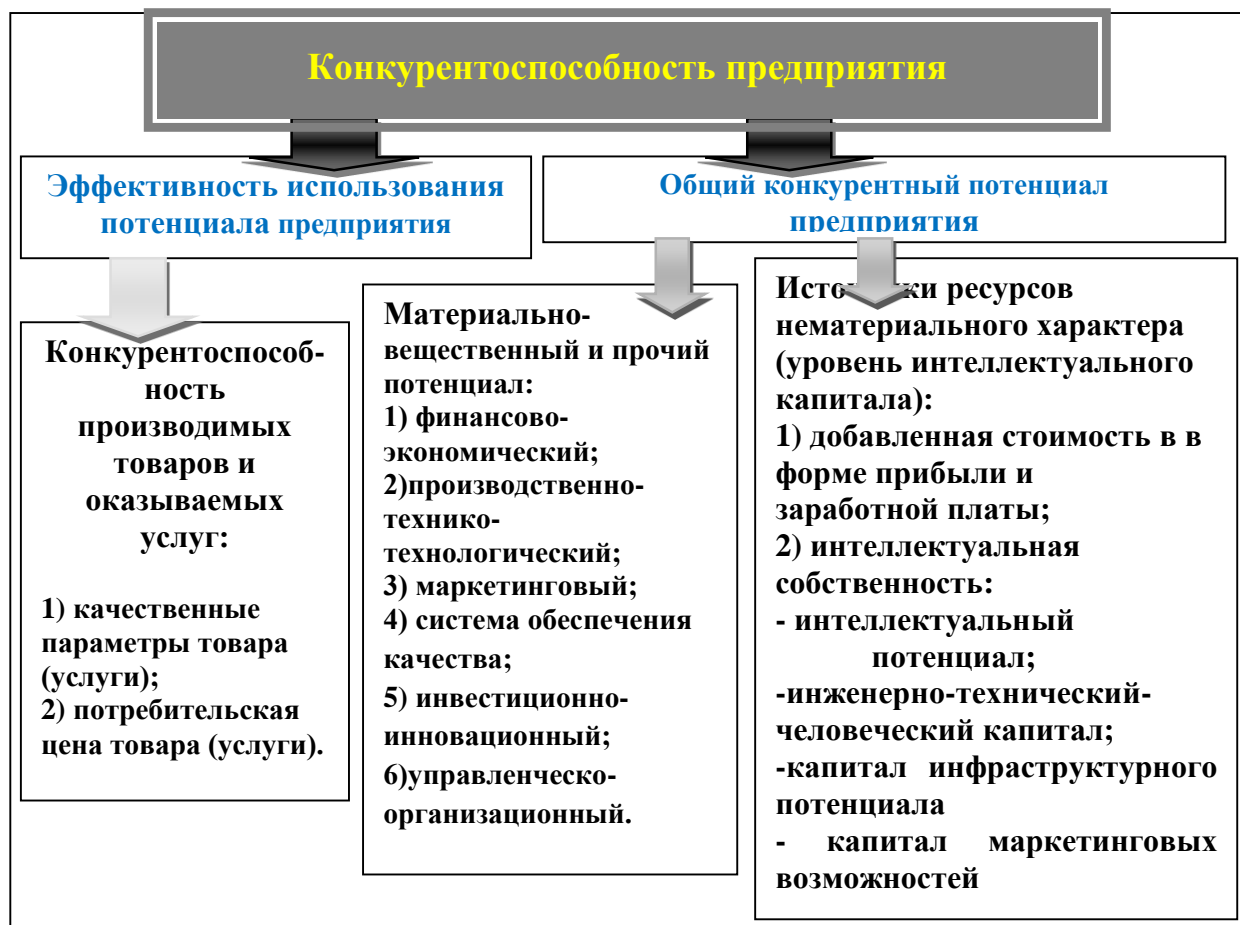 Конкурентоспособность предприятия
Эффективность использования
потенциала предприятия
Общий конкурентный потенциал
предприятия
Конкурентоспособ-
ность
производимых
товаров и
оказываемых
услуг:
1) качественные
параметры товара
(услуги);
2) потребительская
цена товара (услуги).
Материально-
вещественный и прочий
потенциал:
1) финансово-
экономический;
2)производственно-
технико-
технологический;
3) маркетинговый;
4) система обеспечения
качества;
5) инвестиционно-
инновационный;
6)управленческо-
организационный.
Источники ресурсов
нематериального характера
(уровень интеллектуального
капитала):
1) добавленная стоимость в в
форме прибыли и
заработной платы;
2) интеллектуальная
собственность:
- интеллектуальный
потенциал;
-инженерно-технический-
человеческий капитал;
-капитал инфраструктурного
потенциала
- капитал маркетинговых
возможностей